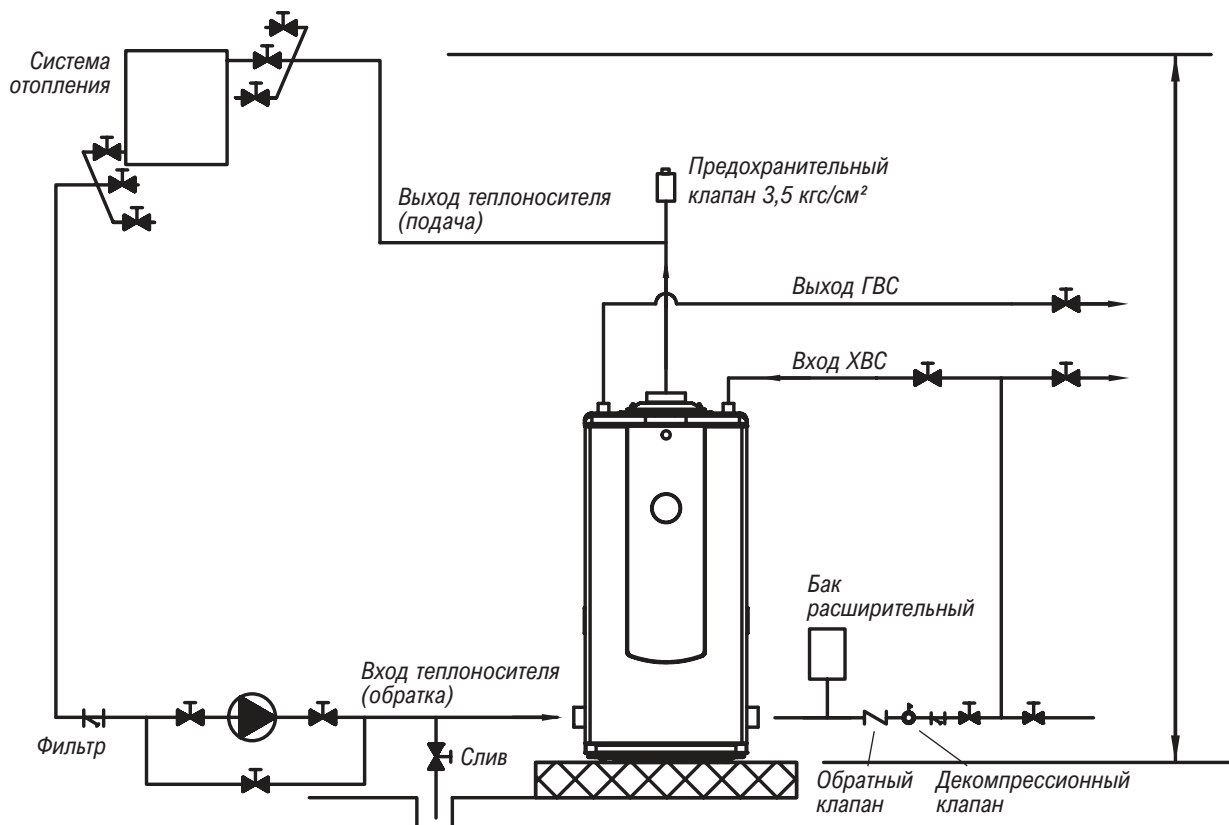 Система
отопления
Предохранительный
клапан 3,5 кгс/см²
Выход теплоносителя
(подача)
Выход ГВС
Вход ХВС
Бак
расширительный
Вход теплоносителя
(обратка)
Фильтр
Слив
Обратный
клапан
Декомпрессионный
клапан